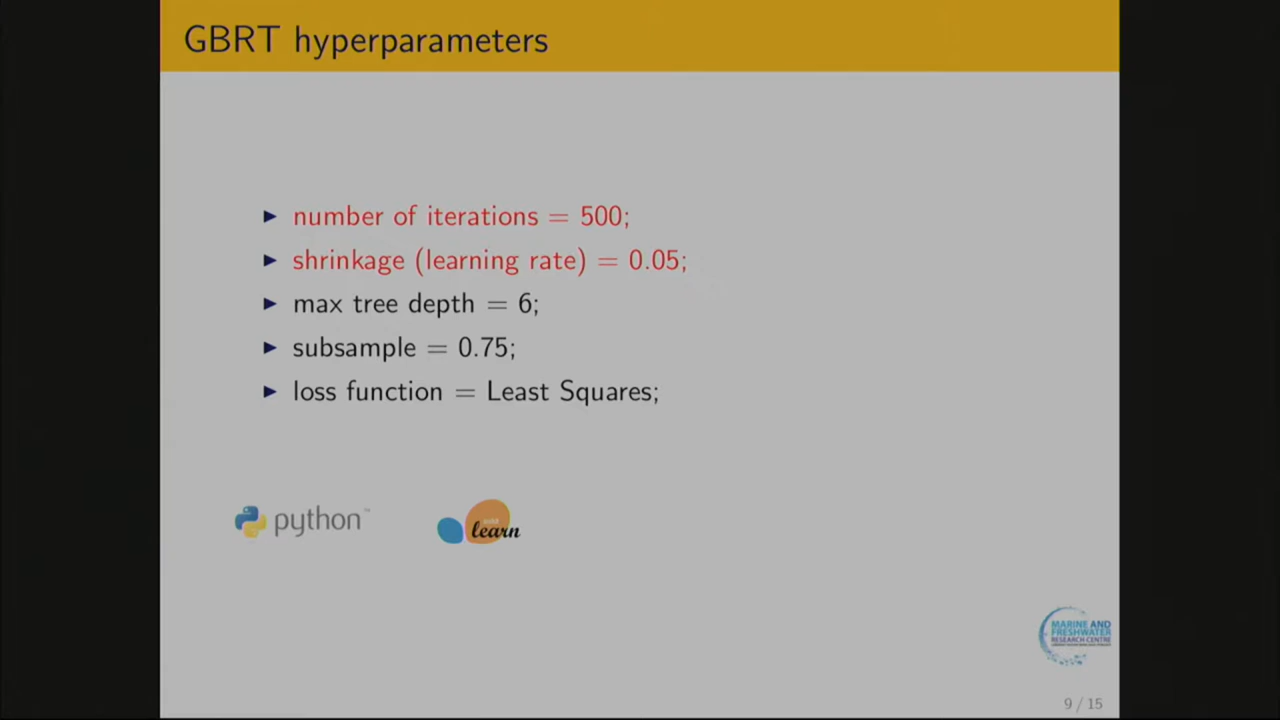 GBRT hyperparameters
number of iterations = 500;
shrinkage (learning rate) = 0.05;
max tree depth = 6;
subsample = 0.75;
loss function = Least Squares;
python™
learn
MARINE AND
FRESHWATER
RESEARCH CENTRE
9 / 15